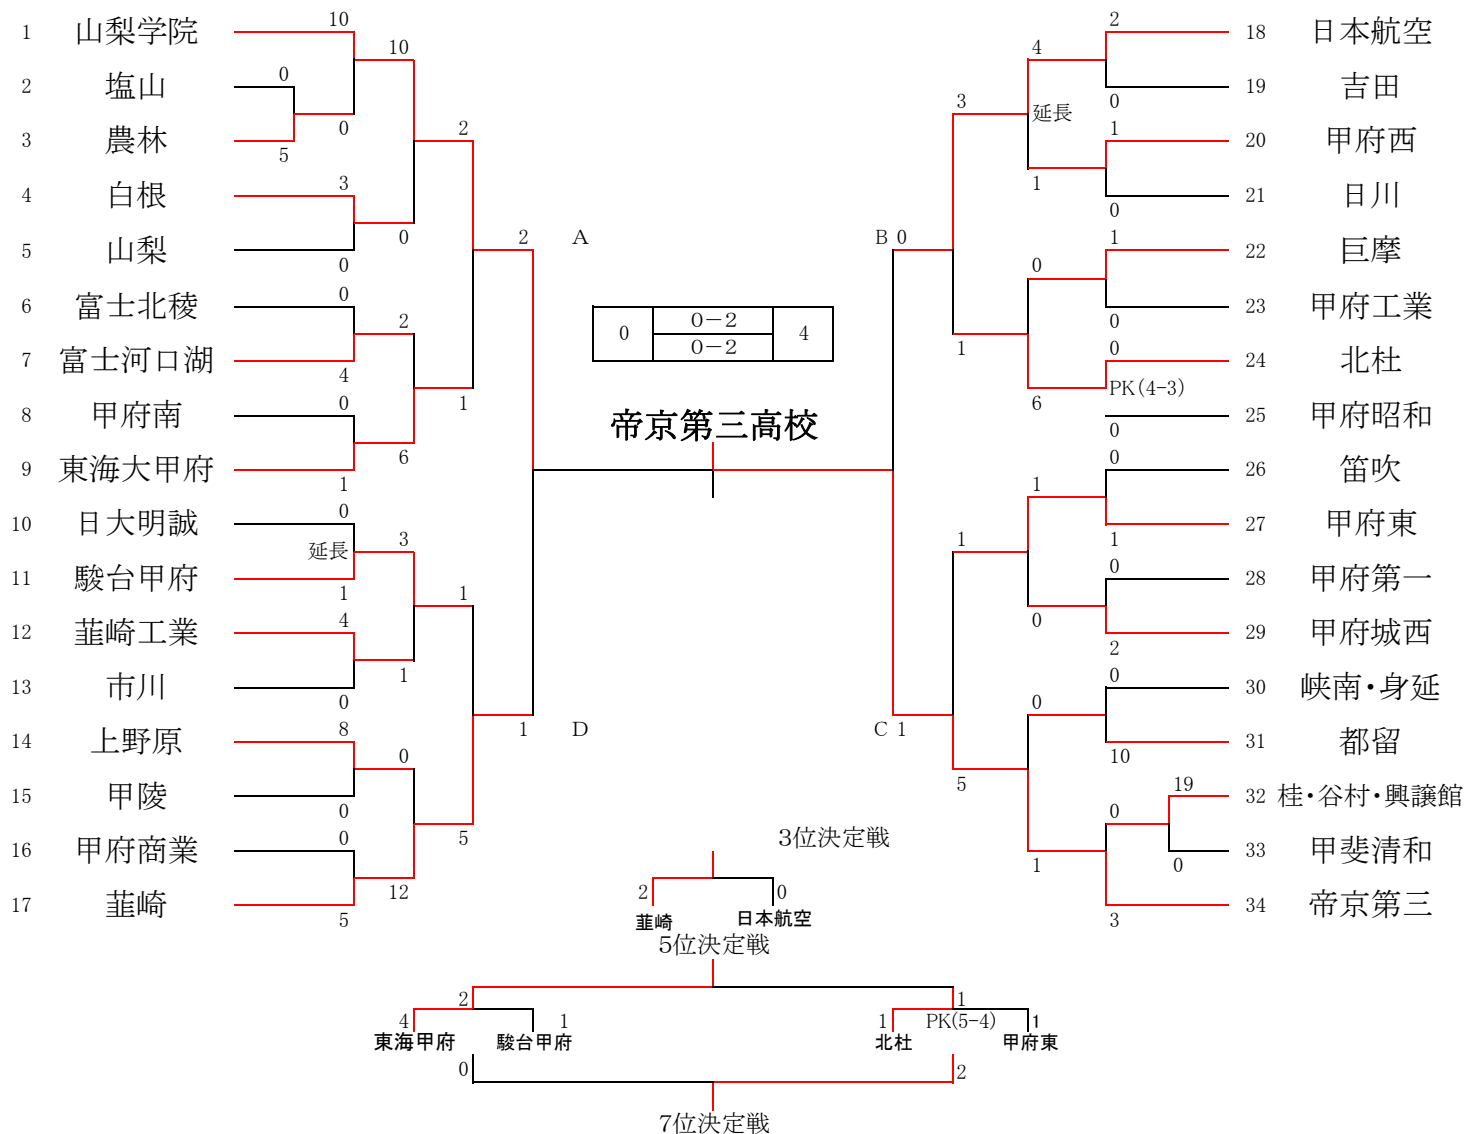 1 山梨学院 10
2 塩山 0
3 農林 5
0
10
4 白根 3
5 山梨 0
0
2
6 富士北稜 0
7 富士河口湖 4
2
8 甲府南 0
9 東海大甲府 1
6
1
2 A
10 日大明誠 0
延長
11 駿台甲府 1
3
12 韮崎工業 4
13 市川 0
1
1
14 上野原 8
15 甲陵 0
0
16 甲府商業 0
17 韮崎 5
12
5
1 D
0 0-2 4
0-2
帝京第三高校
2 18 日本航空
0 19 吉田
4
延長
1 20 甲府西
0 21 日川
1
3
1 22 巨摩
0 23 甲府工業
0
0 24 北杜
PK(4-3)
0 25 甲府昭和
6
1
B 0
0 26 笛吹
1 27 甲府東
1
0 28 甲府第一
2 29 甲府城西
0
1
0 30 峡南・身延
10 31 都留
0
19 32 桂・谷村・興譲館
0 33 甲斐清和
0
3 34 帝京第三
1
5
C 1
3位決定戦
2 0
韮崎 日本航空
5位決定戦
2 1
4 1 1 PK(5-4) 1
東海甲府 駿台甲府 北杜 甲府東
0 2
7位決定戦